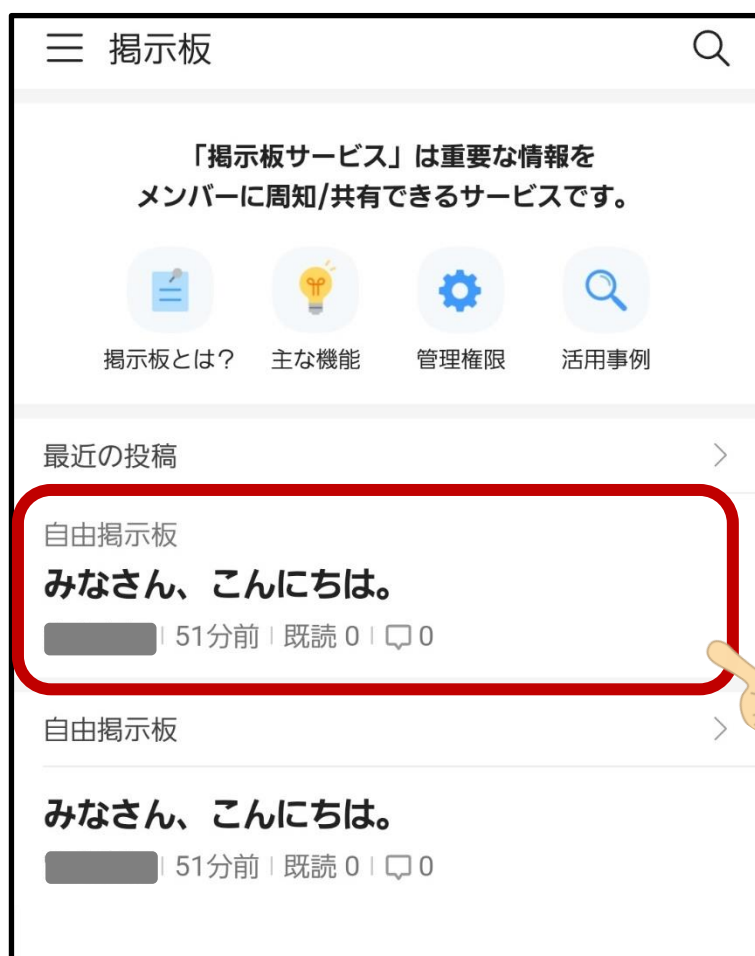 掲示板
「掲示板サービス」は重要な情報を
メンバーに周知/共有できるサービスです。
掲示板とは? 主な機能 管理権限 活用事例
最近の投稿
自由掲示板
みなさん、こんにちは。
51分前 既読 0 0
自由掲示板
みなさん、こんにちは。
51分前 既読 0 0